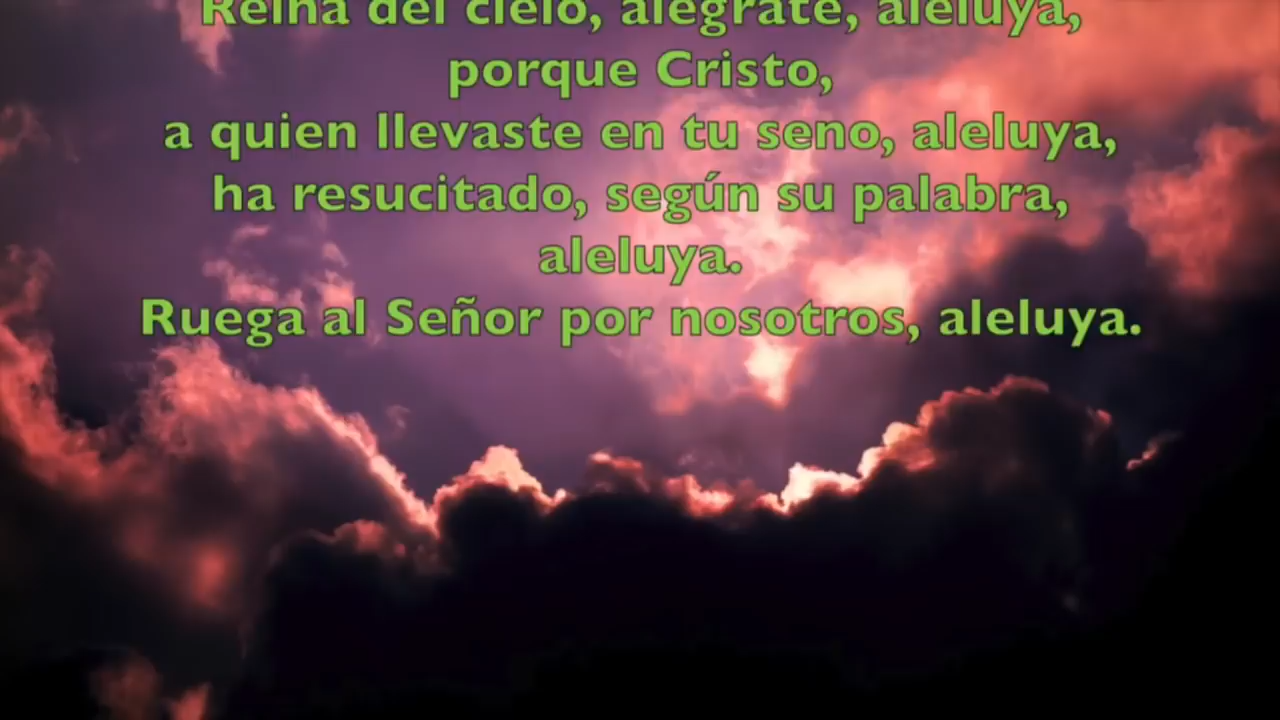 Reina del cielo, alégrate, aleluya,
porque Cristo,
a quien llevaste en tu seno, aleluya,
ha resucitado, según su palabra,
aleluya.
Ruega al Señor por nosotros, aleluya.